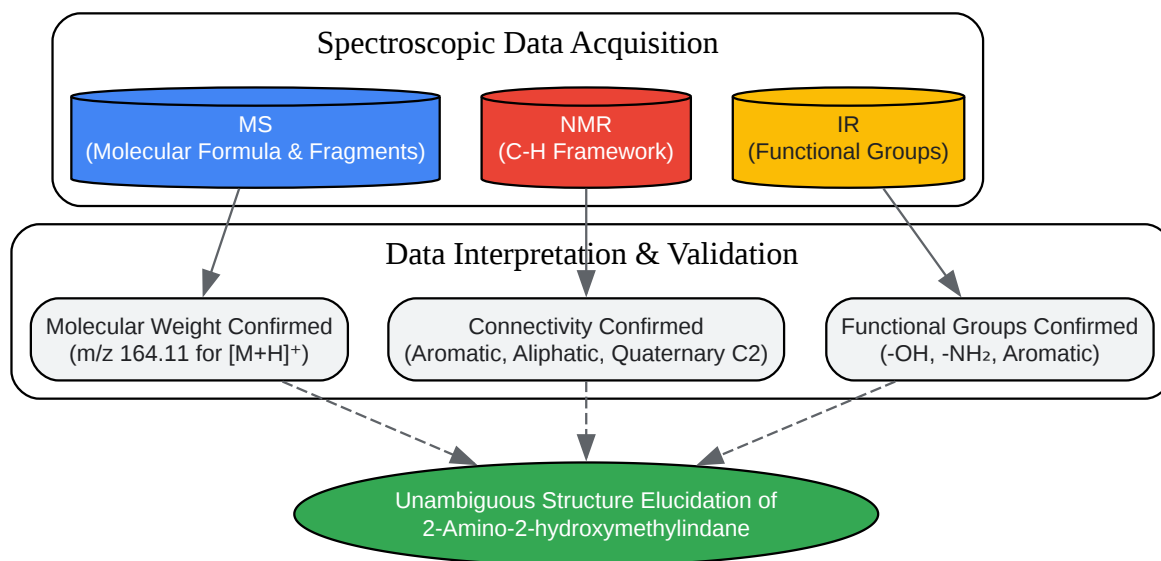 Spectroscopic Data Acquisition
MS
(Molecular Formula & Fragments)
NMR
(C-H Framework)
IR
(Functional Groups)
Data Interpretation & Validation
Molecular Weight Confirmed
(m/z 164.11 for [M+H]⁺)
Connectivity Confirmed
(Aromatic, Aliphatic, Quaternary C2)
Functional Groups Confirmed
(-OH, -NH₂, Aromatic)
Unambiguous Structure Elucidation of
2-Amino-2-hydroxymethylindane